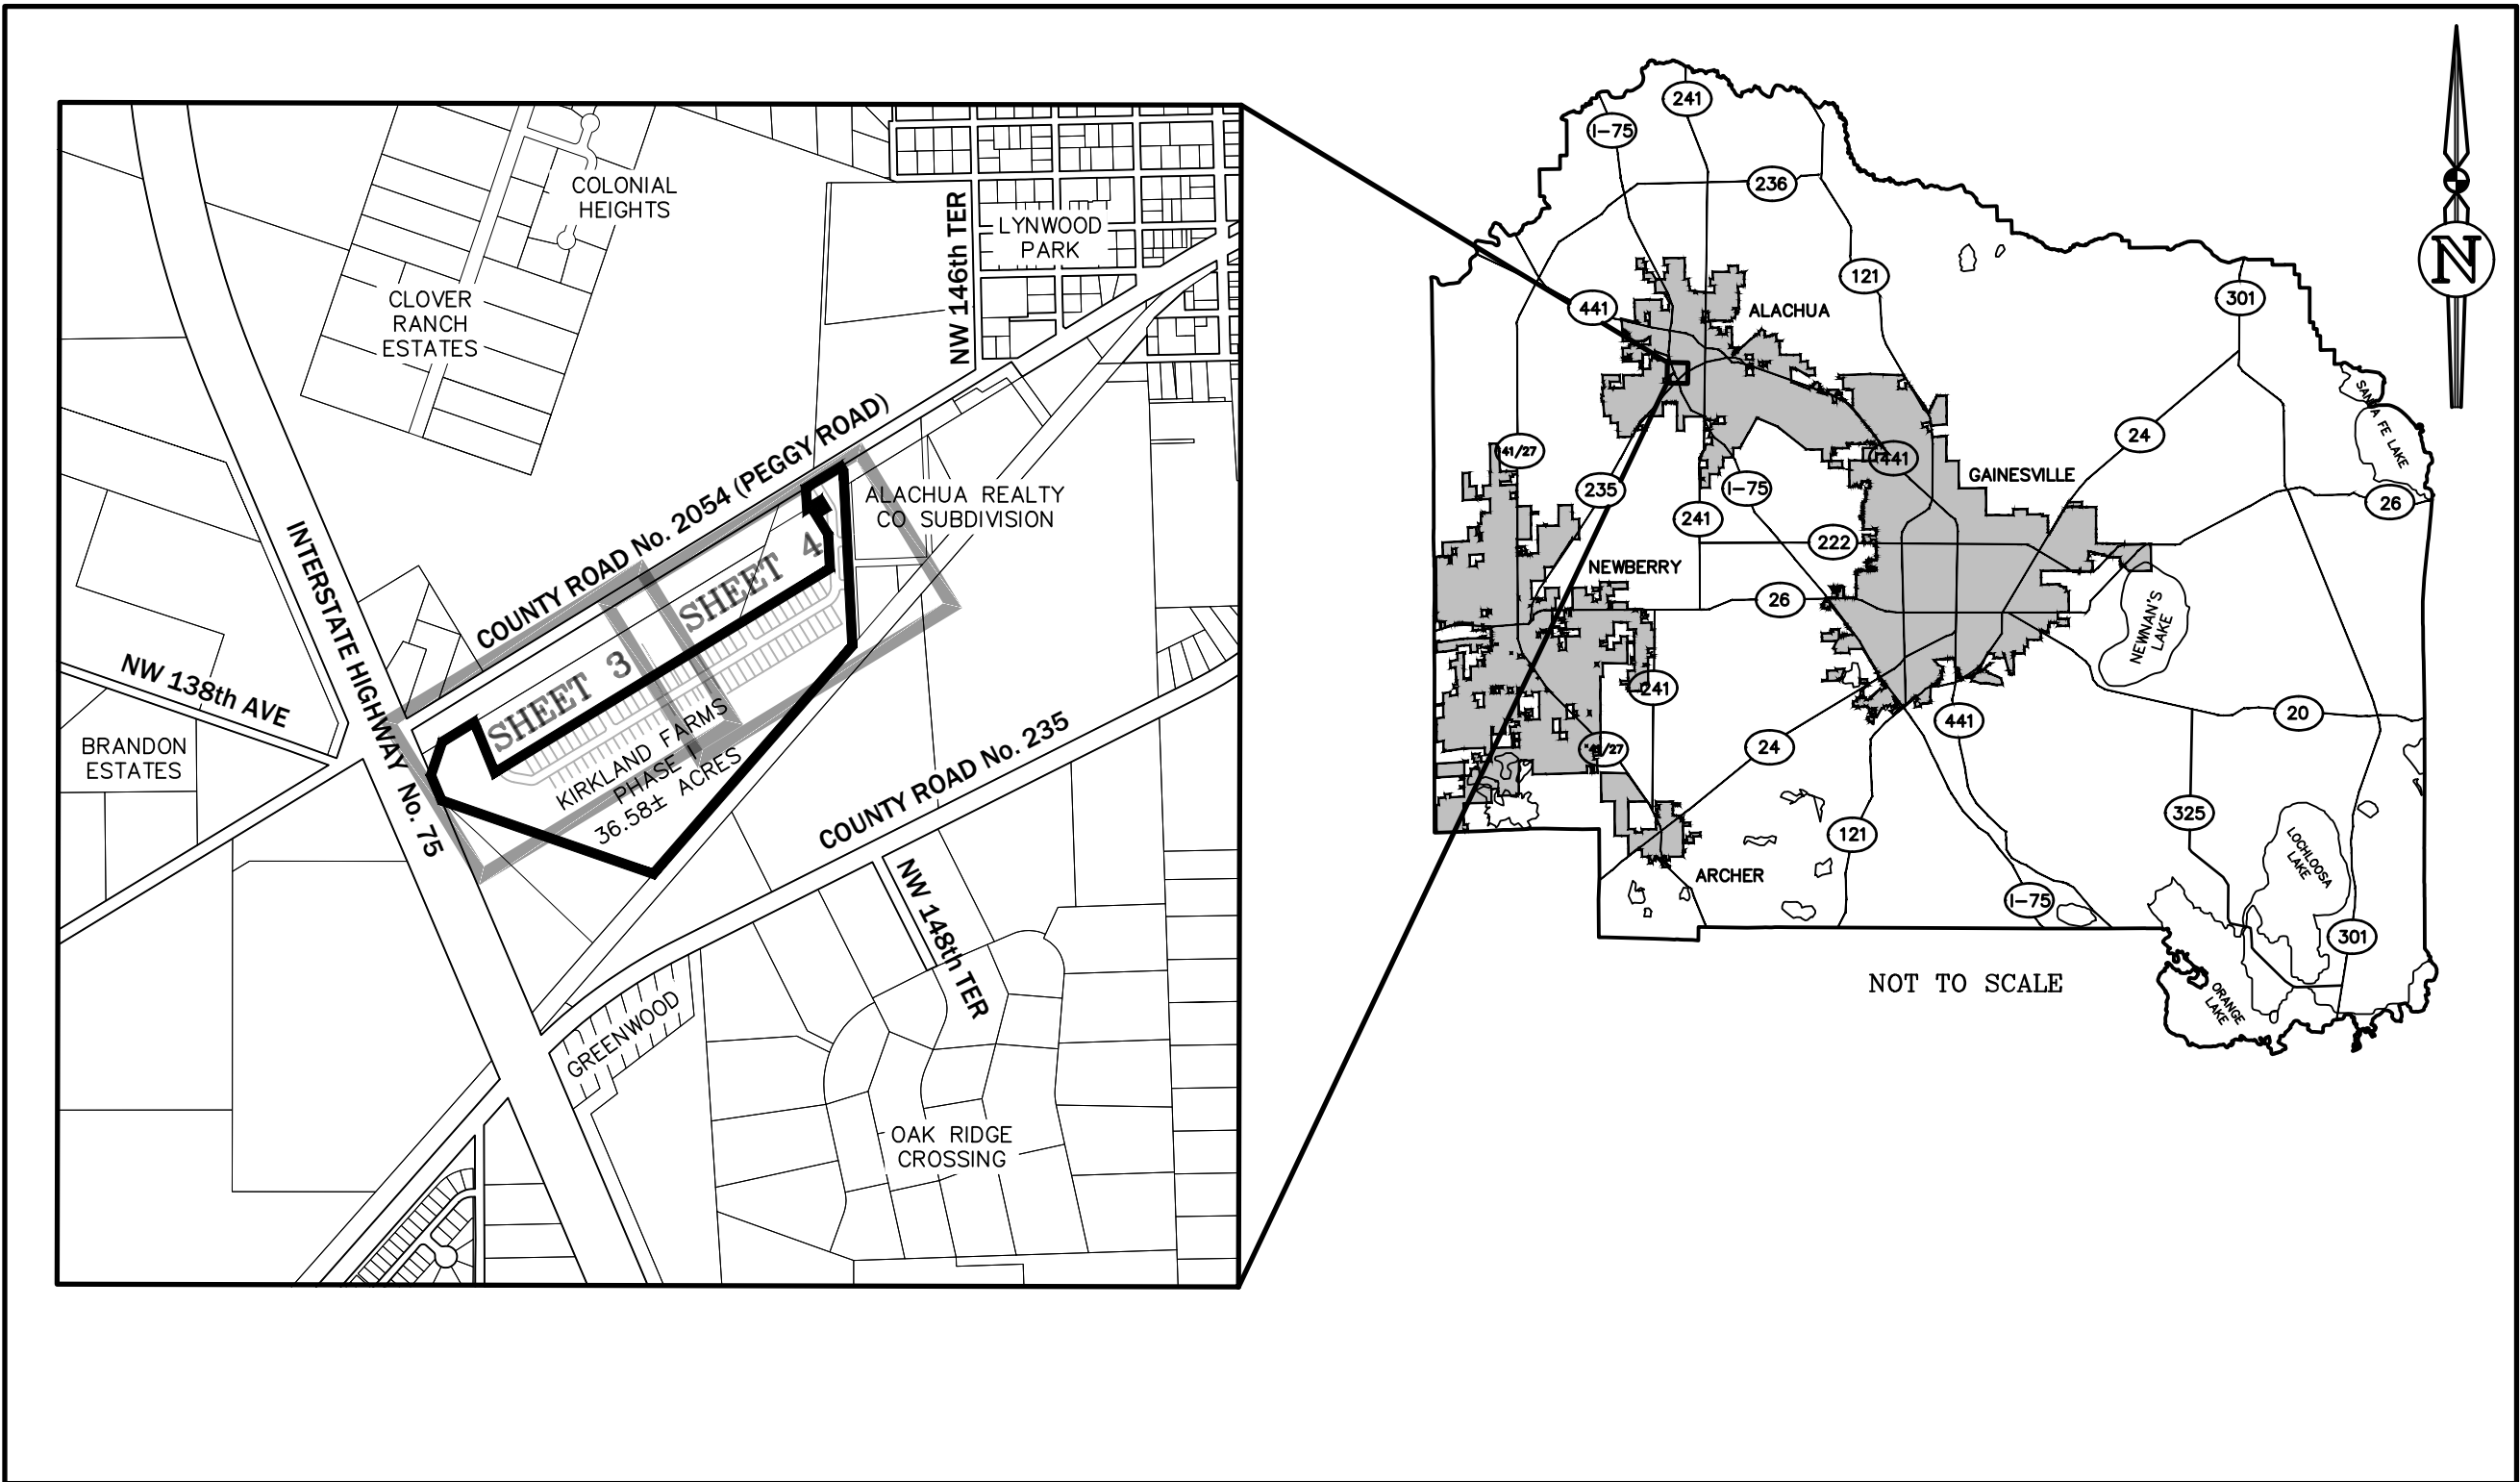 COLONIAL
HEIGHTS
LYNWOOD
PARK
NW 146th TER
CLOVER
RANCH
ESTATES
COUNTY ROAD No. 2054 (PEGGY ROAD)
ALACHUA REALTY
CO SUBDIVISION
INTERSTATE HIGHWAY No. 75
SHEET 4
SHEET 3
NW 138th AVE
BRANDON
ESTATES
KIRKLAND FARMS
PHASE 1
36.58± ACRES
COUNTY ROAD No. 235
NW 148th TER
GREENWOOD
OAK RIDGE
CROSSING
241
I-75
236
121
441
ALACHUA
301
N
SANTA FE LAKE
24
41/27
235
241
I-75
441
GAINESVILLE
26
222
NEWBERRY
26
NEWNAN'S
LAKE
241
441
20
41/27
24
325
121
ARCHER
I-75
LOCHLOOSA
LAKE
301
ORANGE
LAKE
NOT TO SCALE